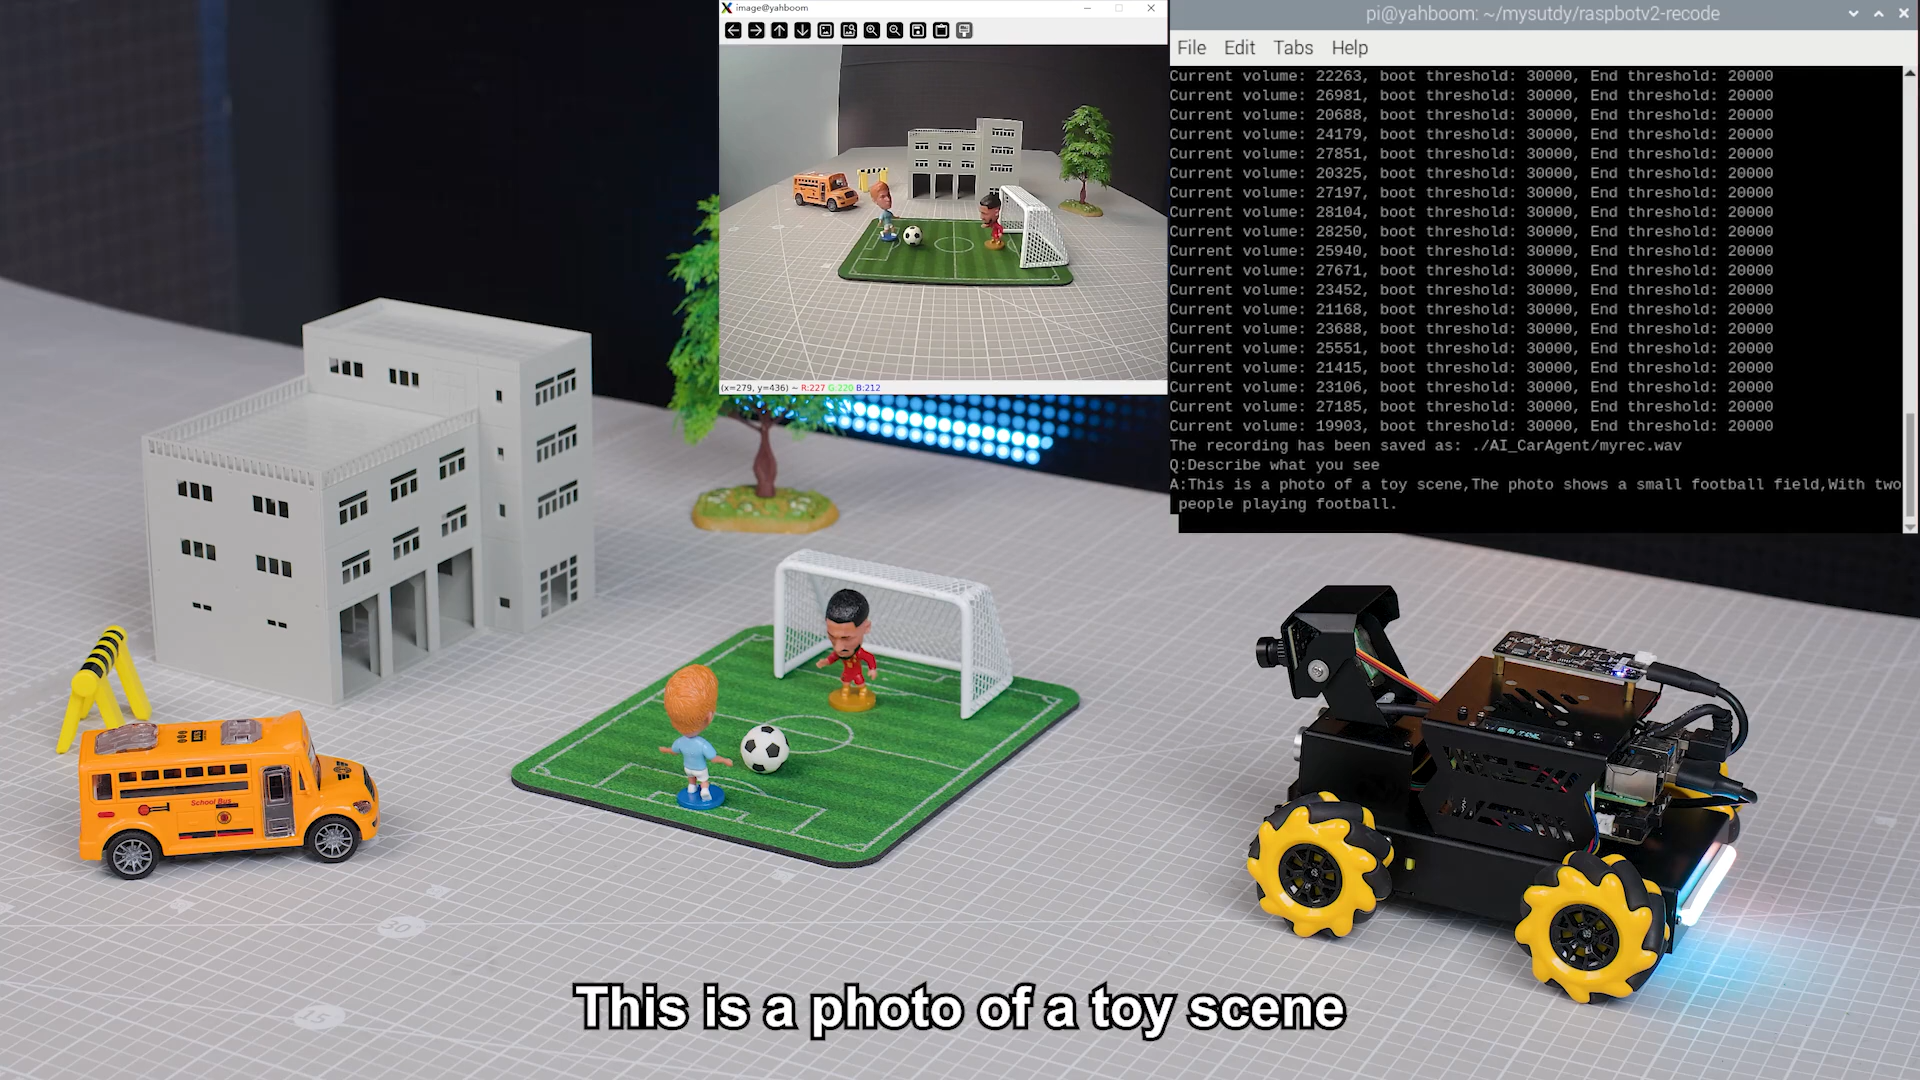 image@yahboom
(x=279, y=436) ~ R:227 G:220 B:212
pi@yahboom: ~/mysutdy/raspbotv2-recode
File Edit Tabs Help
Current volume: 22263, boot threshold: 30000, End threshold: 20000
Current volume: 26981, boot threshold: 30000, End threshold: 20000
Current volume: 20688, boot threshold: 30000, End threshold: 20000
Current volume: 24179, boot threshold: 30000, End threshold: 20000
Current volume: 27851, boot threshold: 30000, End threshold: 20000
Current volume: 20325, boot threshold: 30000, End threshold: 20000
Current volume: 27197, boot threshold: 30000, End threshold: 20000
Current volume: 28104, boot threshold: 30000, End threshold: 20000
Current volume: 28250, boot threshold: 30000, End threshold: 20000
Current volume: 25940, boot threshold: 30000, End threshold: 20000
Current volume: 27671, boot threshold: 30000, End threshold: 20000
Current volume: 23452, boot threshold: 30000, End threshold: 20000
Current volume: 21168, boot threshold: 30000, End threshold: 20000
Current volume: 23688, boot threshold: 30000, End threshold: 20000
Current volume: 25551, boot threshold: 30000, End threshold: 20000
Current volume: 21415, boot threshold: 30000, End threshold: 20000
Current volume: 23106, boot threshold: 30000, End threshold: 20000
Current volume: 27185, boot threshold: 30000, End threshold: 20000
Current volume: 19903, boot threshold: 30000, End threshold: 20000
The recording has been saved as: ./AI_CarAgent/myrec.wav
Q:Describe what you see
A:This is a photo of a toy scene,The photo shows a small football field,With two
people playing football.
School Bus
30
15
This is a photo of a toy scene